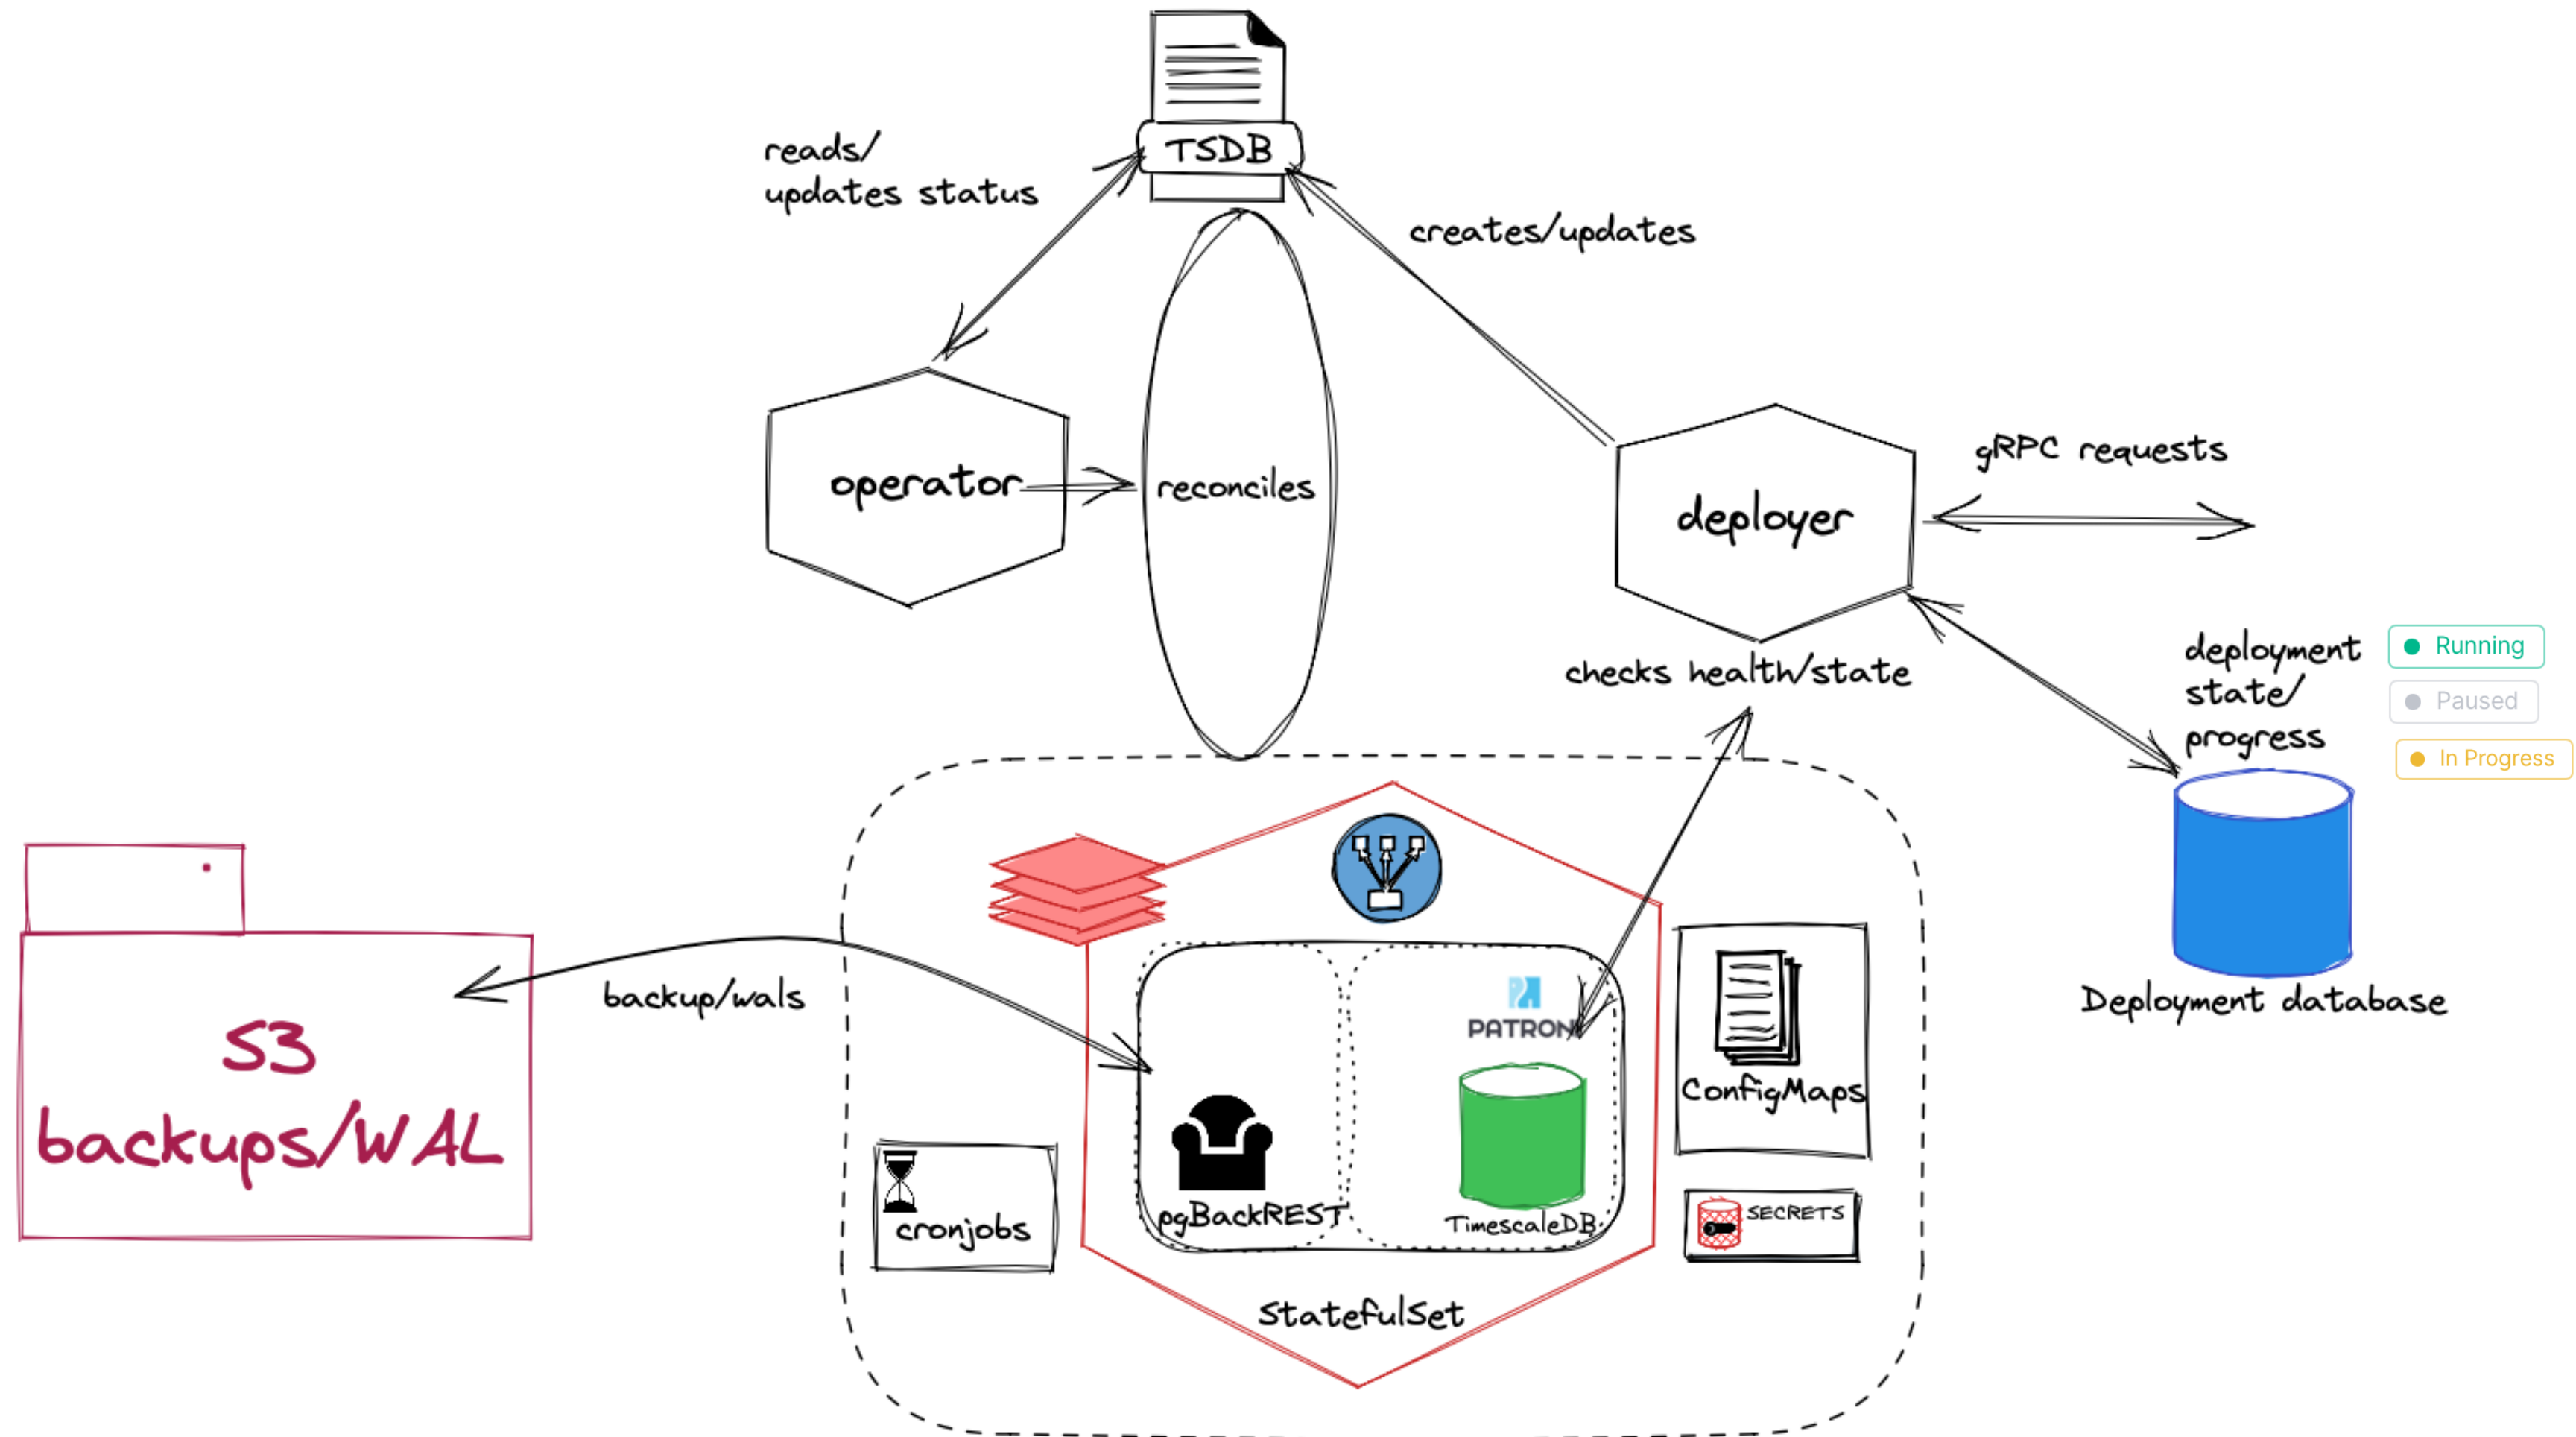 TSDB
reads/
updates status
creates/updates
operator
reconciles
deployer
gRPC requests
checks health/state
deployment
state/
progress
Running
Paused
In Progress
Deployment database
S3
backups/WAL
backup/wals
PATRONI
pgBackREST
TimescaleDB
ConfigMaps
SECRETS
cronjobs
StatefulSet